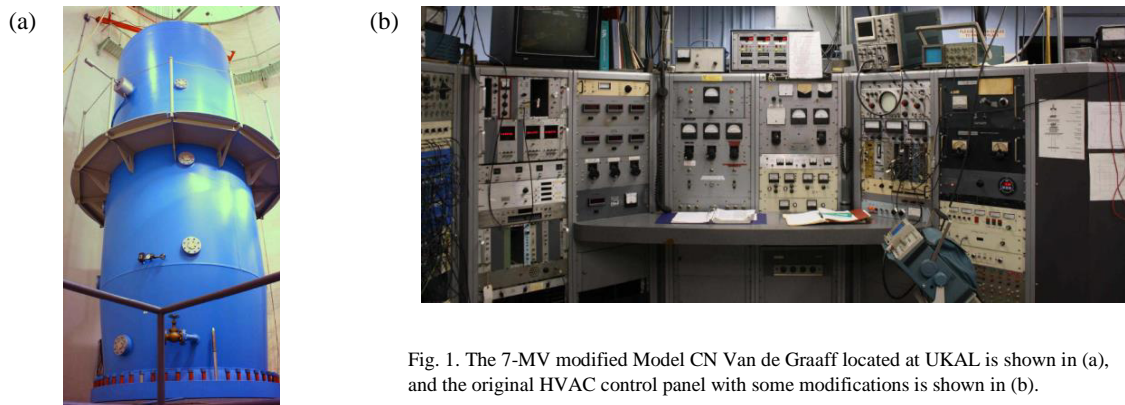 (a)
(b)
Fig. 1. The 7-MV modified Model CN Van de Graaff located at UKAL is shown in (a),
and the original HVAC control panel with some modifications is shown in (b).